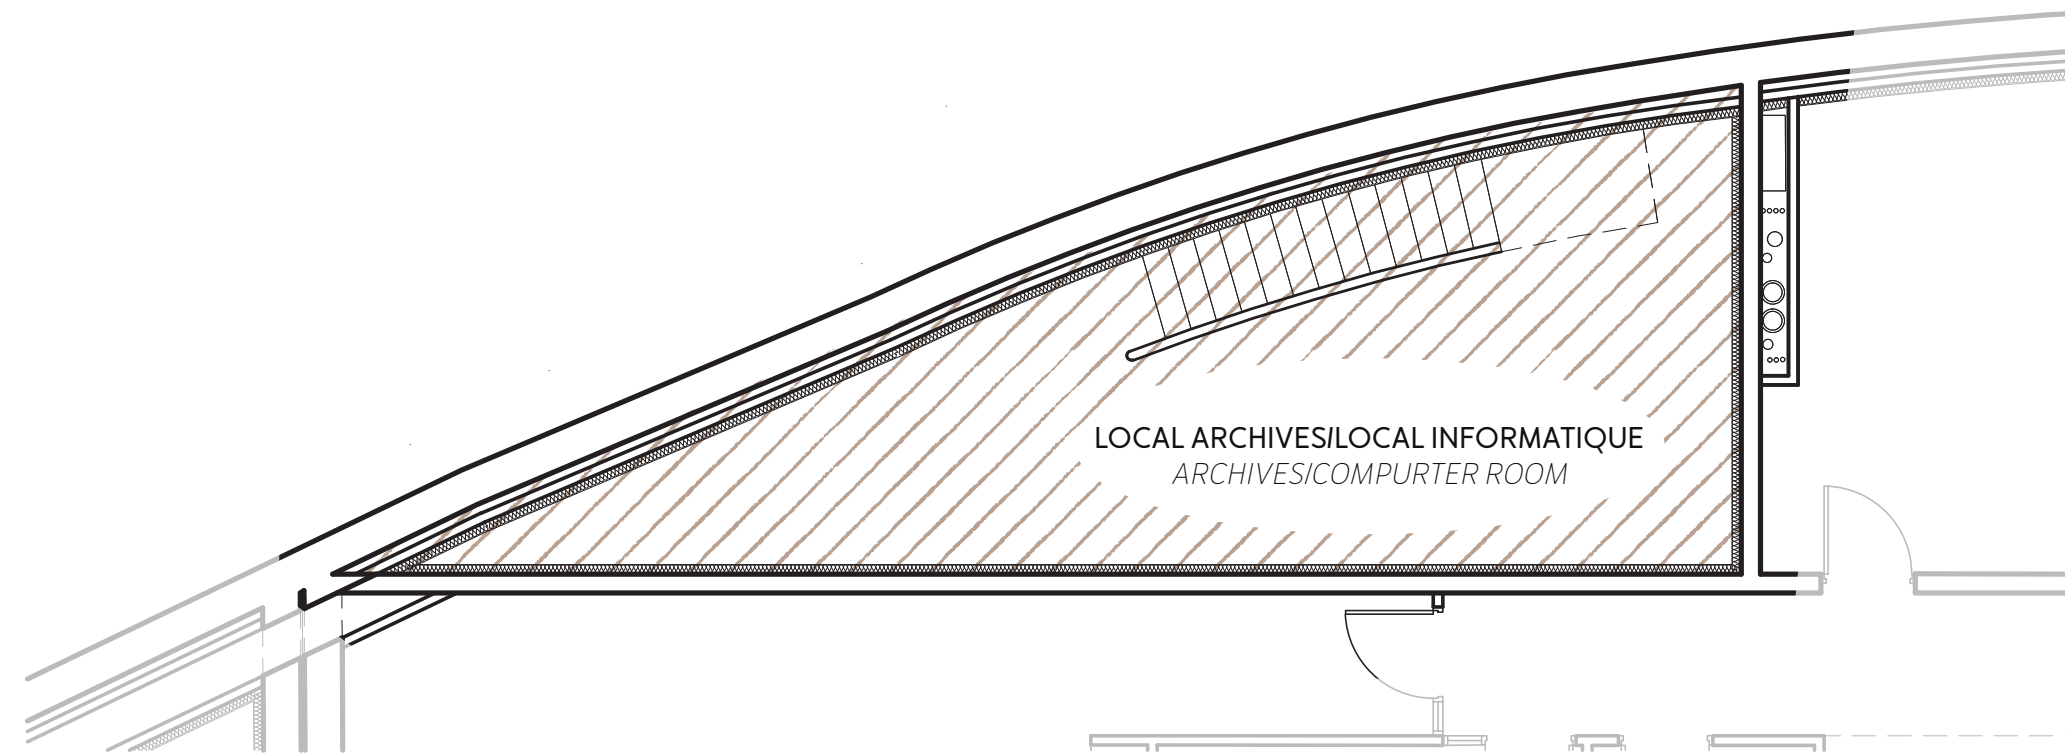 LOCAL ARCHIVES/LOCAL INFORMATIQUE
ARCHIVES/COMPURTER ROOM